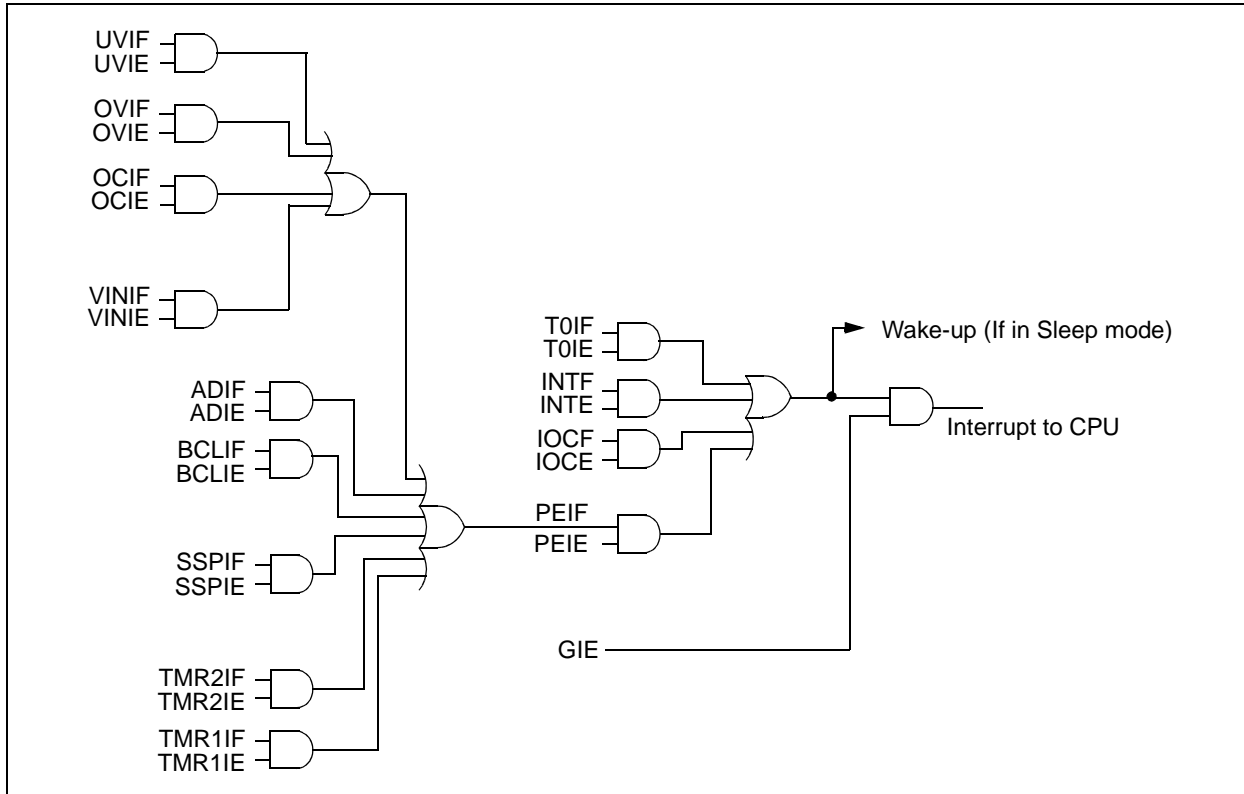 UVIF
UVIE
OVIF
OVIE
OCIF
OCIE
VINIF
VINIE
ADIF
ADIE
BCLIF
BCLIE
SSPIF
SSPIE
TMR2IF
TMR2IE
TMR1IF
TMR1IE
T0IF
T0IE
INTF
INTE
IOCF
IOCE
PEIF
PEIE
GIE
Wake-up (If in Sleep mode)
Interrupt to CPU